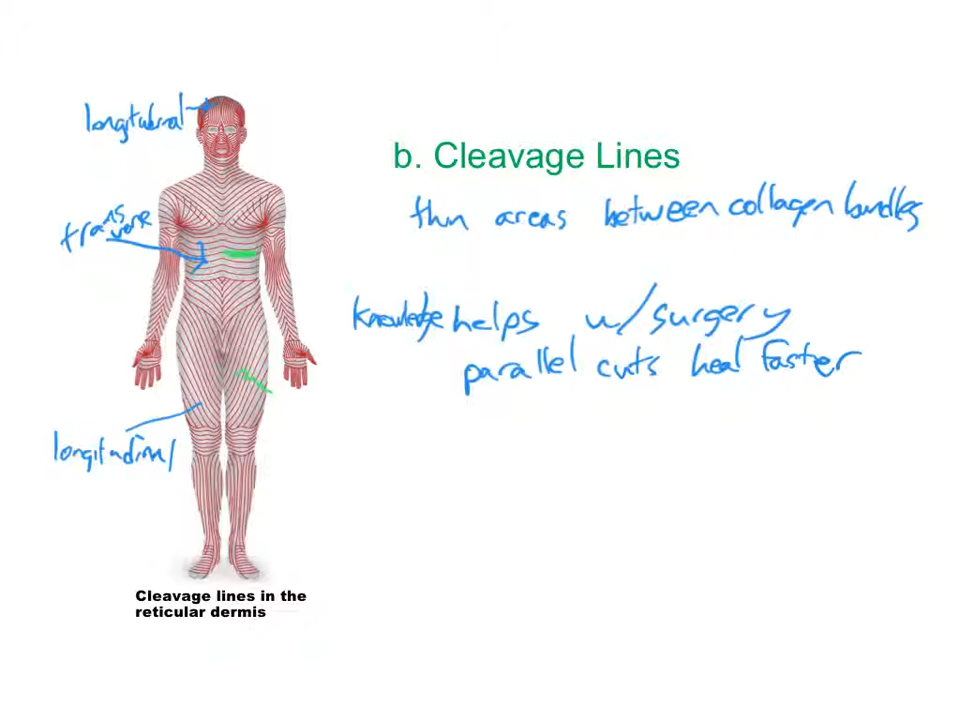 longitudinal
b. Cleavage Lines
thin areas between collagen bundles
transverse
knowledge helps w/surgery
parallel cuts heal faster
longitudinal
Cleavage lines in the
reticular dermis